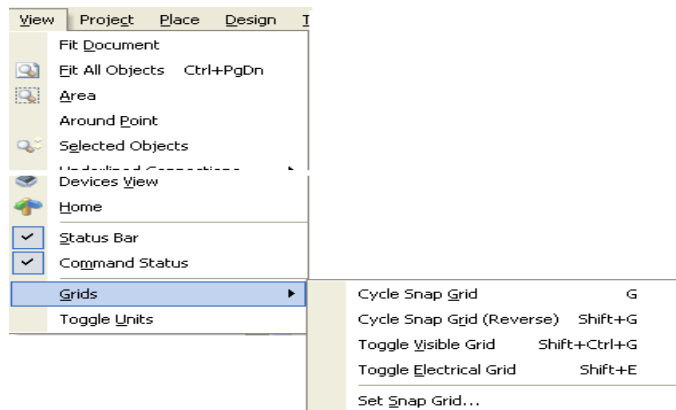 View Project Place Design T
Fit Document
Fit All Objects Ctrl+PgDn
Area
Around Point
Selected Objects
Devices View
Home
Status Bar
Command Status
Grids
Toggle Units
Cycle Snap Grid G
Cycle Snap Grid (Reverse) Shift+G
Toggle Visible Grid Shift+Ctrl+G
Toggle Electrical Grid Shift+E
Set Snap Grid...